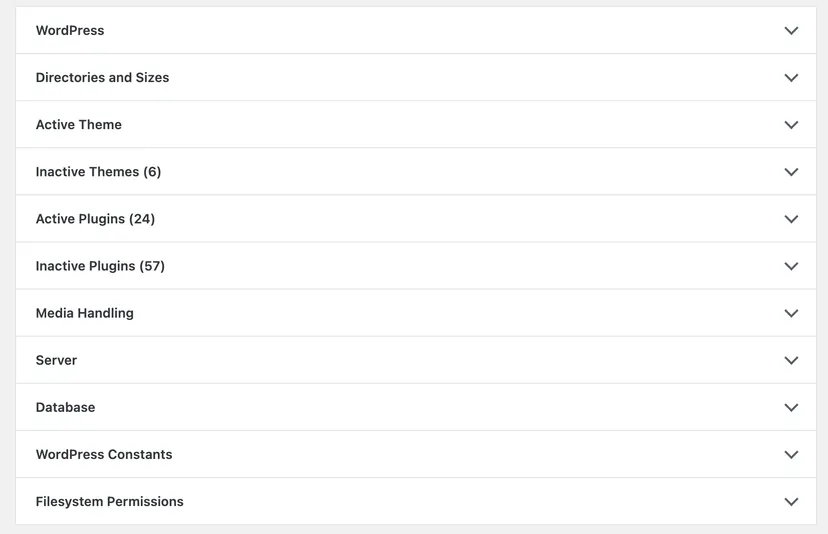 WordPress
Directories and Sizes
Active Theme
Inactive Themes (6)
Active Plugins (24)
Inactive Plugins (57)
Media Handling
Server
Database
WordPress Constants
Filesystem Permissions